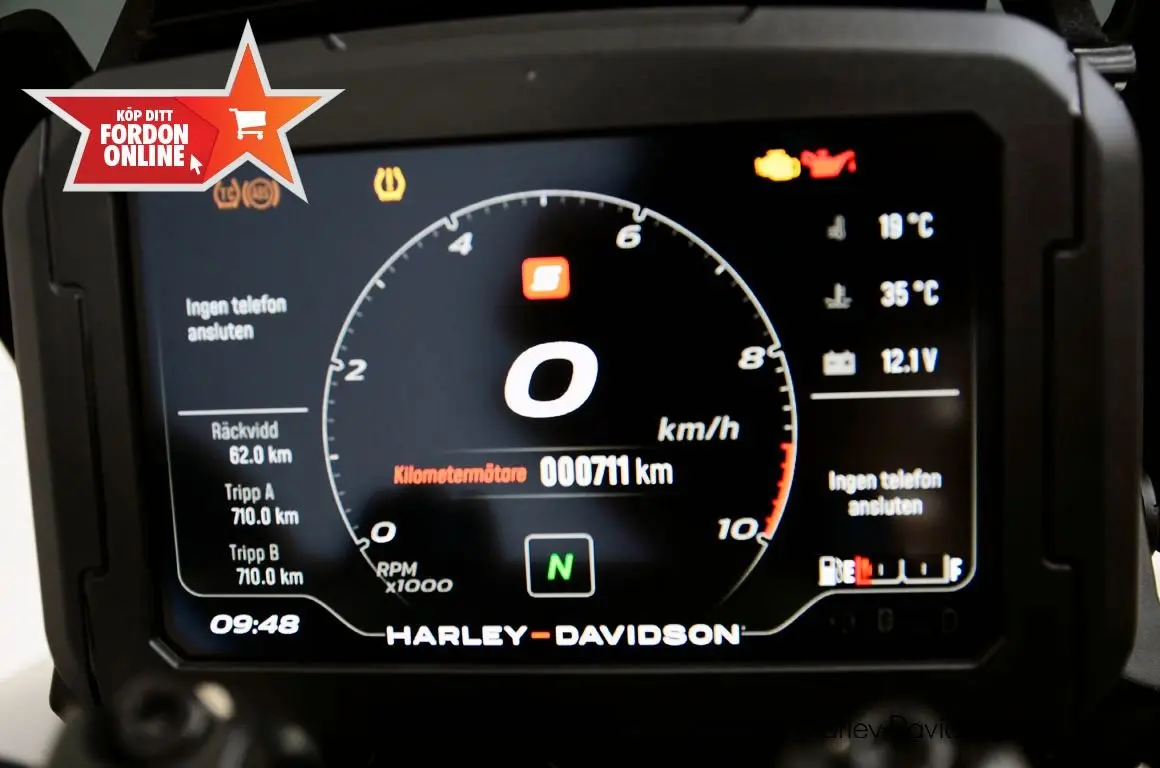 KÖP DITT
FORDON
ONLINE
TC ABS
19 °C
4
6
S
Ingen telefon
ansluten
35 °C
2
8
0
12.1 V
km/h
Räckvidd
62.0 km
Kilometermätare 000711 km
Ingen telefon
ansluten
Tripp A
710.0 km
0
10
Tripp B
710.0 km
RPM
x1000
N
E F
09:48
HARLEY-DAVIDSON